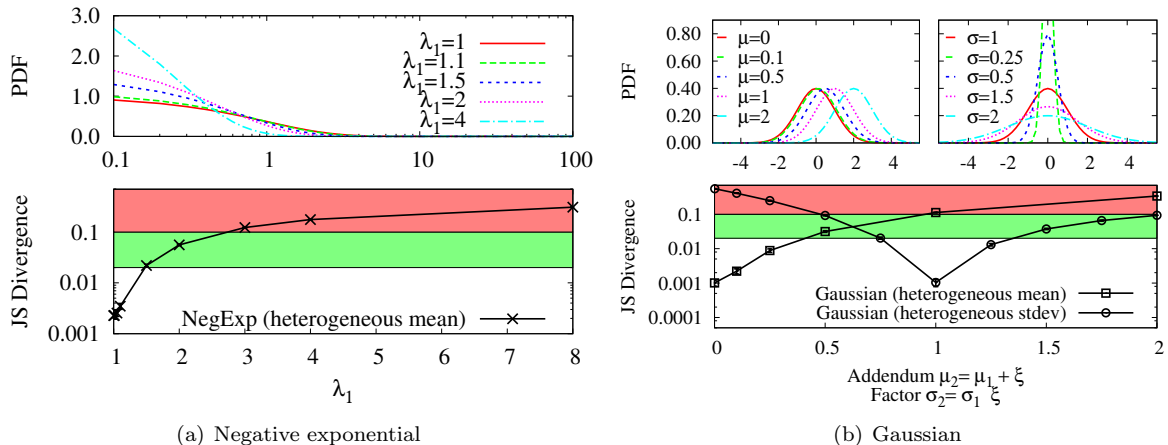 PDF
3.0
2.0
1.0
0.0
λ1=1
λ1=1.1
λ1=1.5
λ1=2
λ1=4
0.1 1 10 100
JS Divergence
0.1
0.01
0.001
NegExp (heterogeneous mean)
1 2 3 4 5 6 7 8
λ1
(a) Negative exponential
PDF
0.80
0.60
0.40
0.20
0.00
μ=0
μ=0.1
μ=0.5
μ=1
μ=2
-4 -2 0 2 4
σ=1
σ=0.25
σ=0.5
σ=1.5
σ=2
-4 -2 0 2 4
JS Divergence
0.1
0.01
0.001
0.0001
Gaussian (heterogeneous mean)
Gaussian (heterogeneous stdev)
0 0.5 1 1.5 2
Addendum μ2= μ1 + ξ
Factor σ2= σ1 ξ
(b) Gaussian